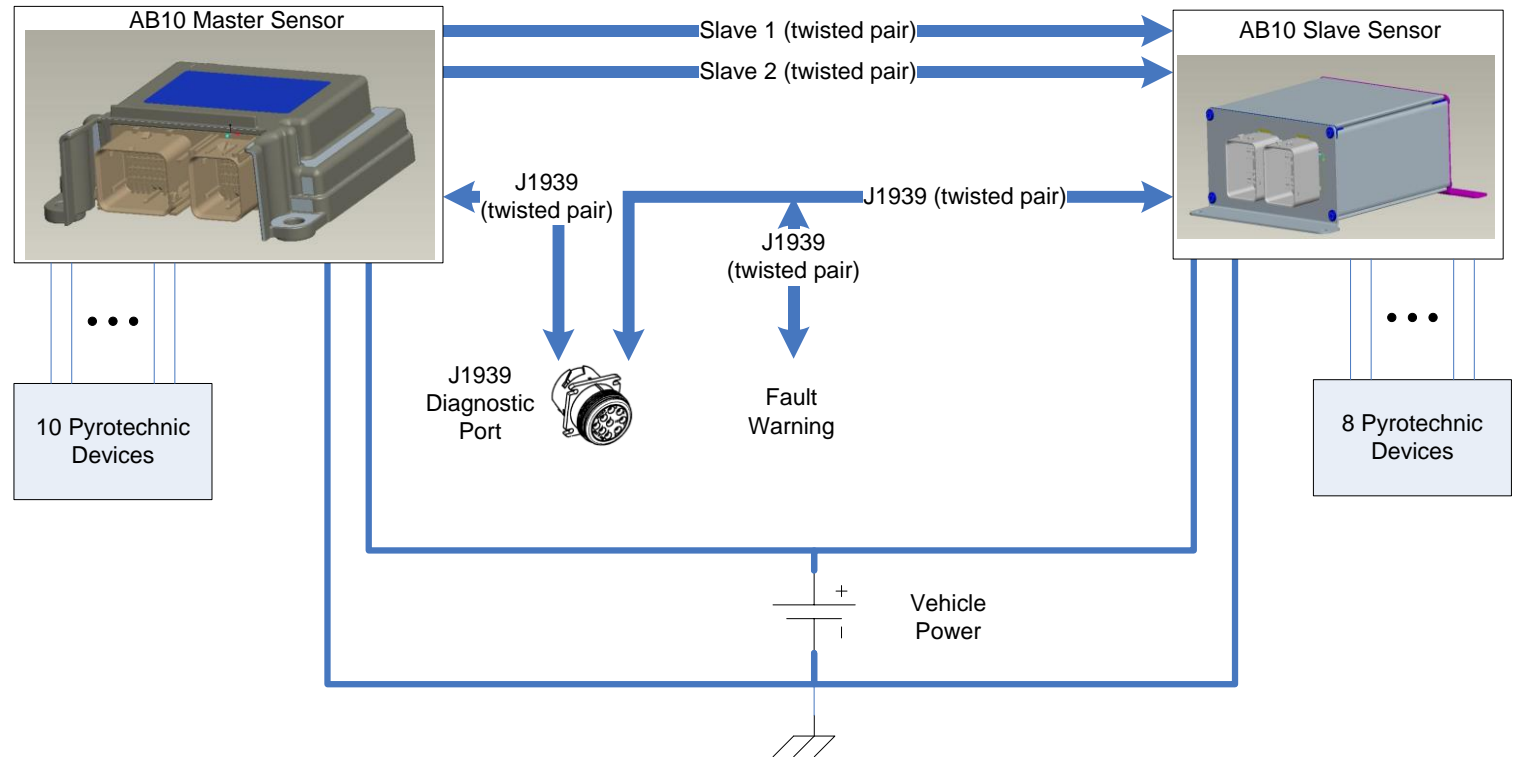 AB10 Master Sensor
Slave 1 (twisted pair)
AB10 Slave Sensor
Slave 2 (twisted pair)
J1939
(twisted pair)
J1939 (twisted pair)
J1939
(twisted pair)
J1939
Diagnostic
Port
Fault
Warning
10 Pyrotechnic
Devices
8 Pyrotechnic
Devices
+
Vehicle
Power